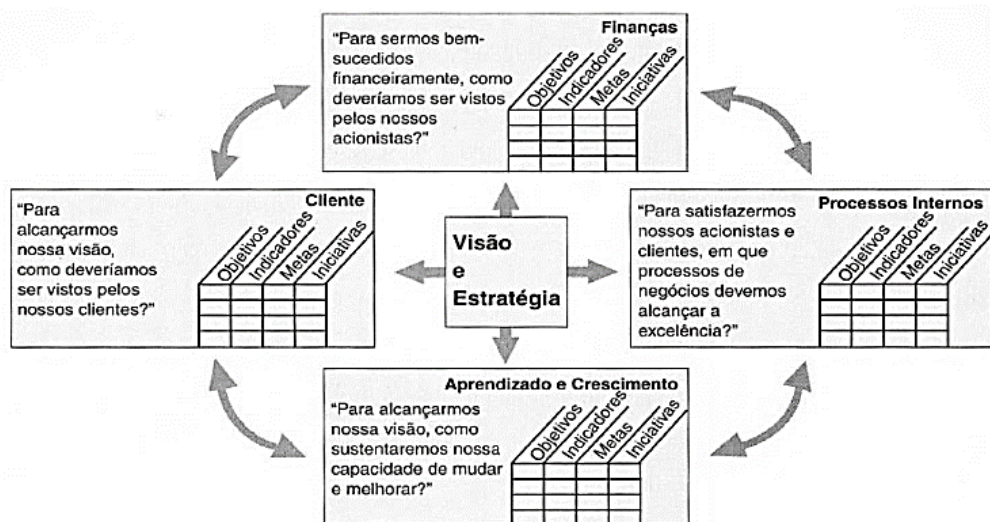 Finanças
"Para sermos bem-
sucedidos
financeiramente, como
deveríamos ser vistos
pelos nossos
acionistas?"
Objetivos
Indicadores
Metas
Iniciativas
Cliente
"Para
alcançarmos
nossa visão,
como deveríamos
ser vistos pelos
nossos clientes?"
Objetivos
Indicadores
Metas
Iniciativas
Visão
e
Estratégia
Processos Internos
"Para satisfazermos
nossos acionistas e
clientes, em que
processos de
negócios devemos
alcançar a
excelência?"
Objetivos
Indicadores
Metas
Iniciativas
Aprendizado e Crescimento
"Para alcançarmos
nossa visão, como
sustentaremos nossa
capacidade de mudar
e melhorar?"
Objetivos
Indicadores
Metas
Iniciativas